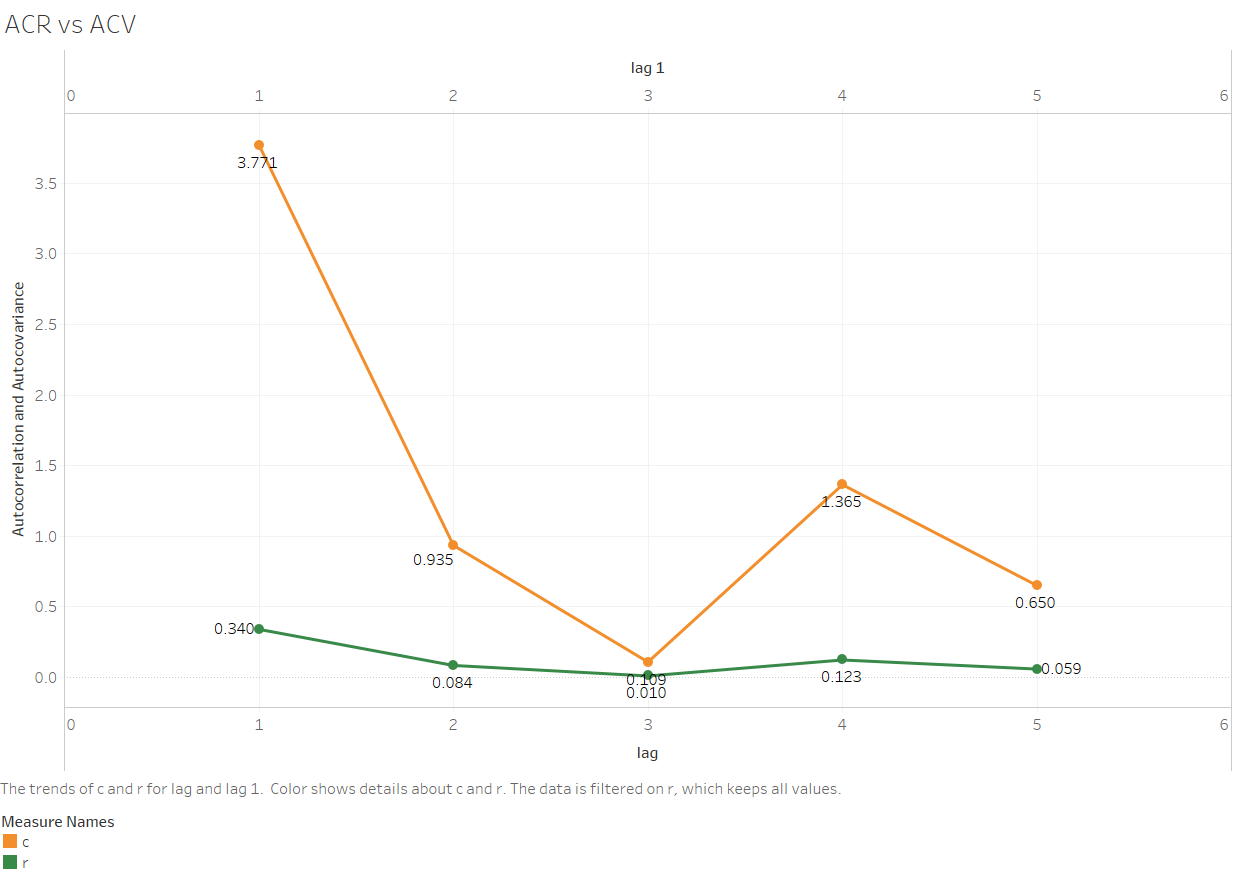 ACR vs ACV
lag 1
0 1 2 3 4 5 6
3.771
3.5
3.0
2.5
2.0
1.5
1.0
0.5
0.0
Autocorrelation and Autocovariance
0.935
1.365
0.650
0.340
0.084
0.109
0.010
0.123
0.059
0 1 2 3 4 5 6
lag
The trends of c and r for lag and lag 1.  Color shows details about c and r. The data is filtered on r, which keeps all values.
Measure Names
c
r